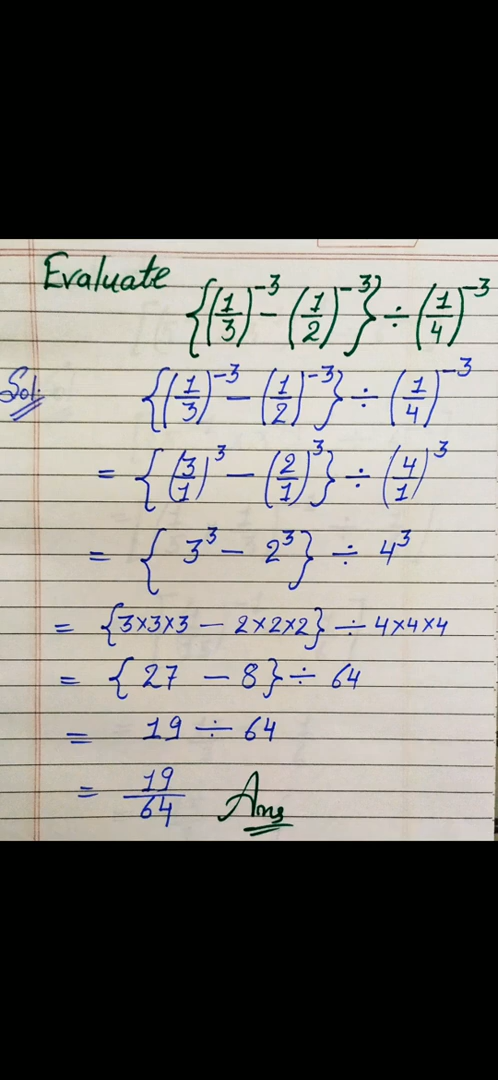 Evaluate {(1/3)^-3 - (1/2)^-3} ÷ (1/4)^-3
Sol. {(1/3)^-3 - (1/2)^-3} ÷ (1/4)^-3
= {(3/1)^3 - (2/1)^3} ÷ (4/1)^3
= {3^3 - 2^3} ÷ 4^3
= {3×3×3 - 2×2×2} ÷ 4×4×4
= {27 - 8} ÷ 64
= 19 ÷ 64
= 19/64 Ans